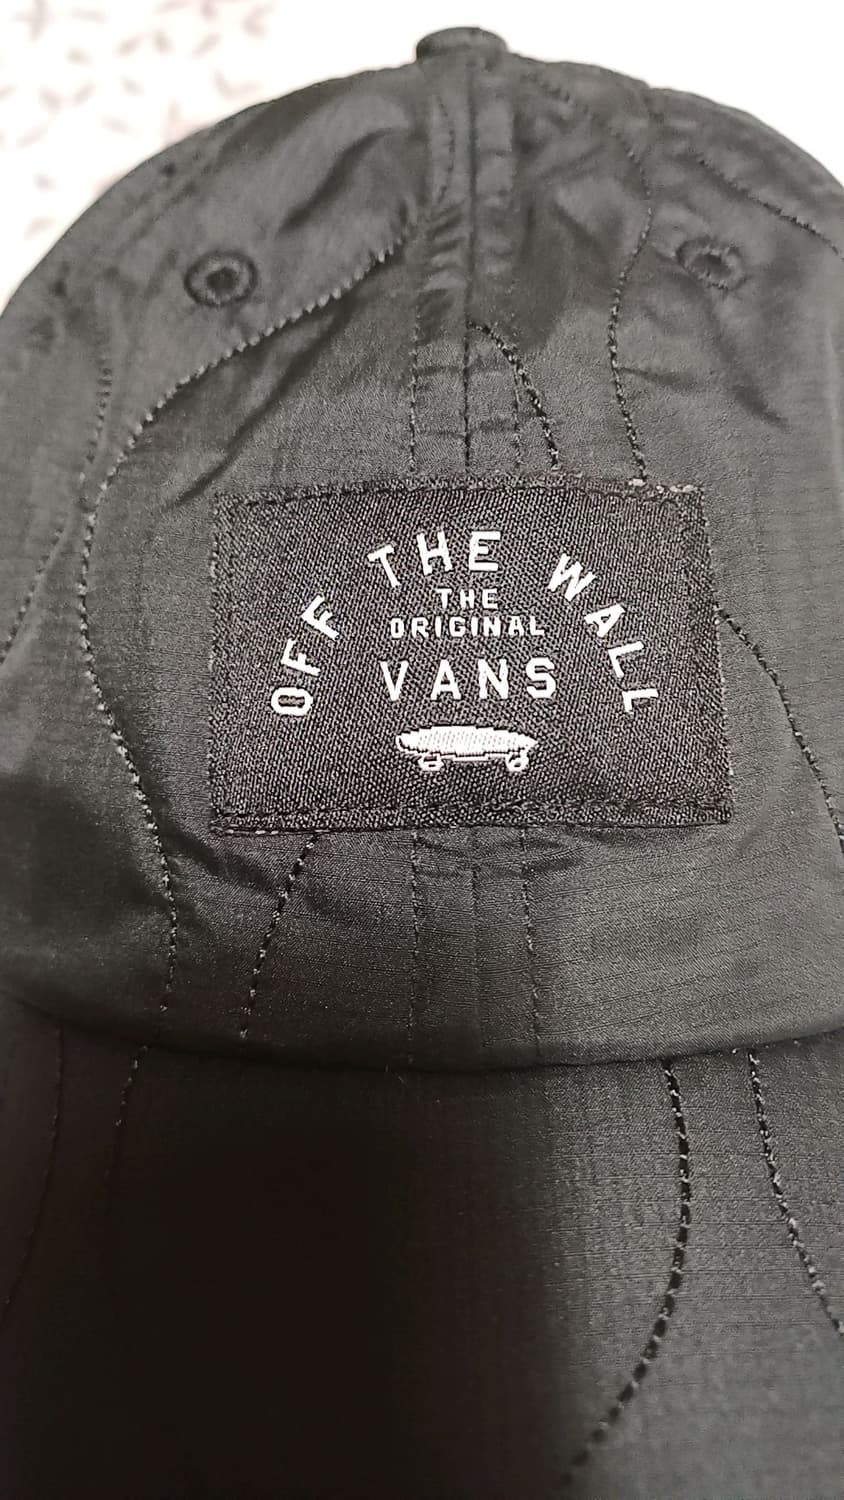 OFF THE WALL
THE
ORIGINAL
VANS